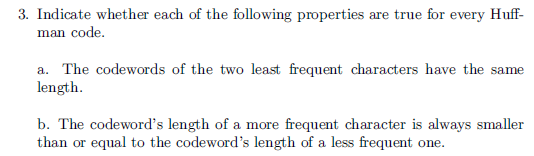 3. Indicate whether each of the following properties are true for every Huff-
man code.
a. The codewords of the two least frequent characters have the same
length.
b. The codeword's length of a more frequent character is always smaller
than or equal to the codeword's length of a less frequent one.